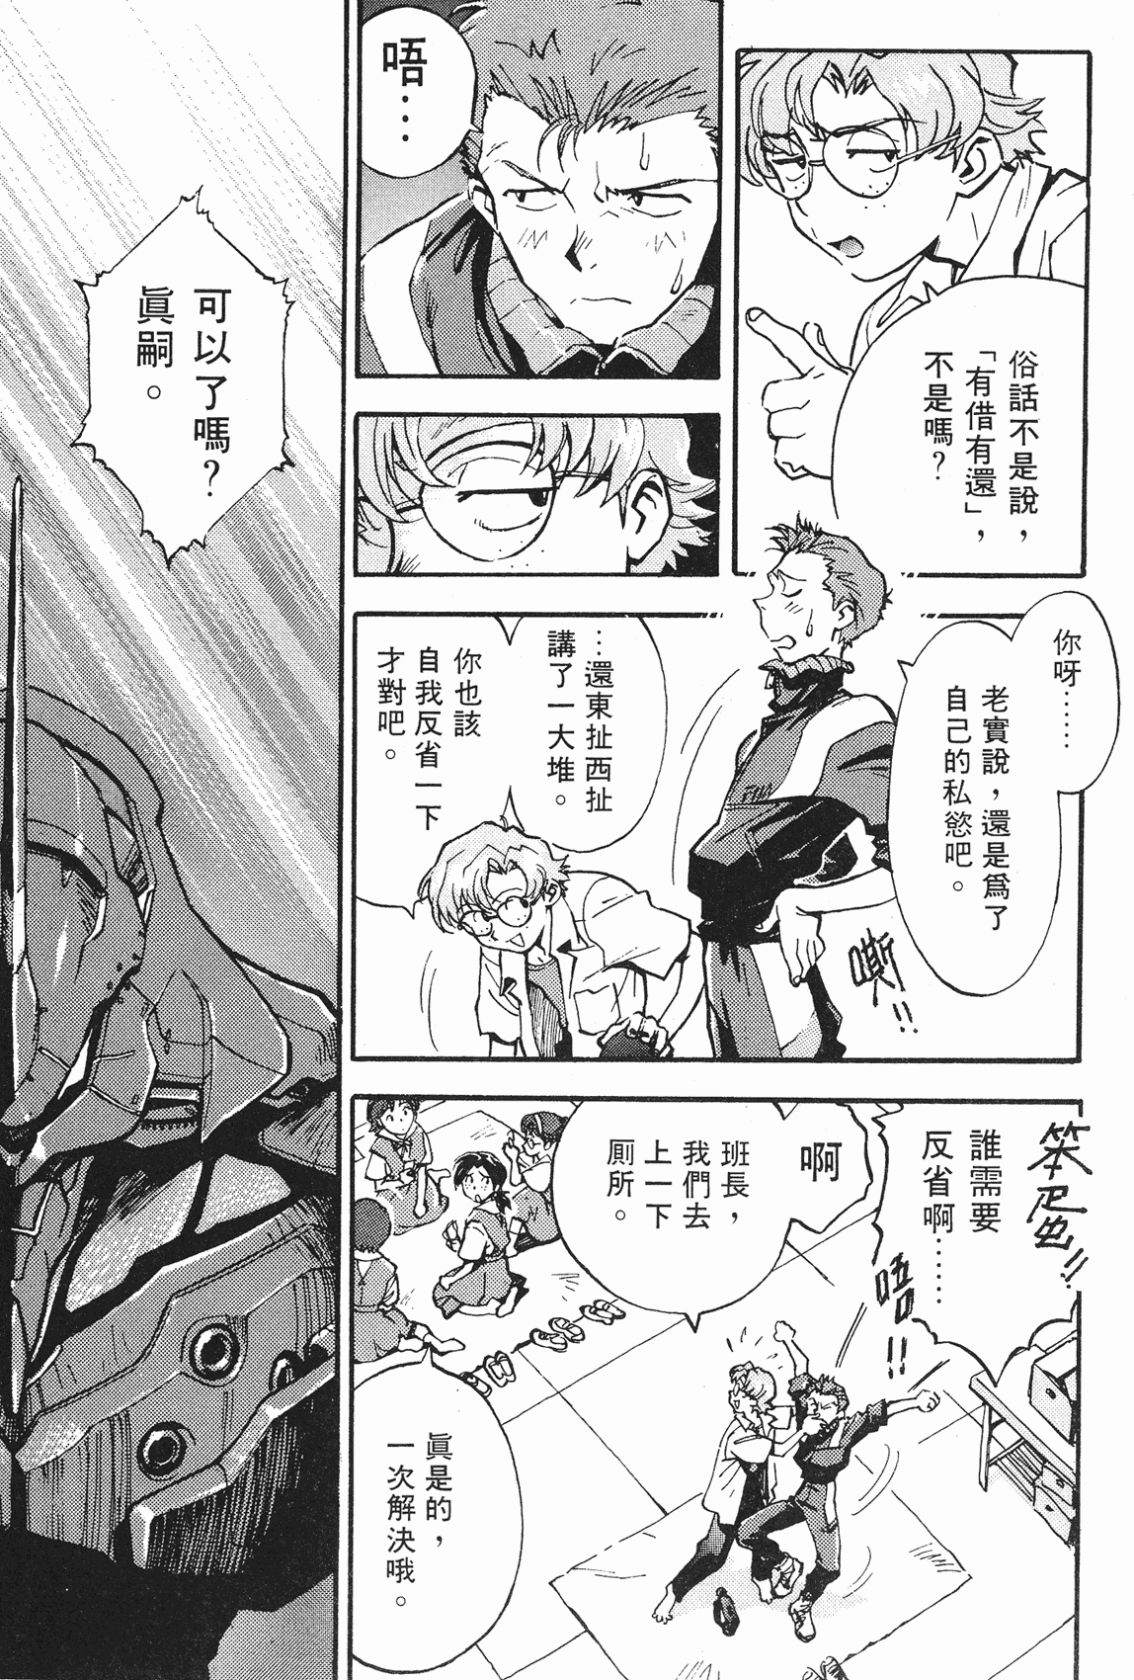 俗話不是說，
「有借有還」，
不是嗎？
唔…
你呀……
老實說，還是為了
自己的私慾吧。
嘶!!
FILA
…還東扯西扯
講了一大堆。
你也該
自我反省一下
才對吧。
笨
誰需要
反省啊……
唔!!
啊
班長，
我們去
上一下
廁所。
眞是的，
一次解決哦。
可以了嗎？
眞嗣。